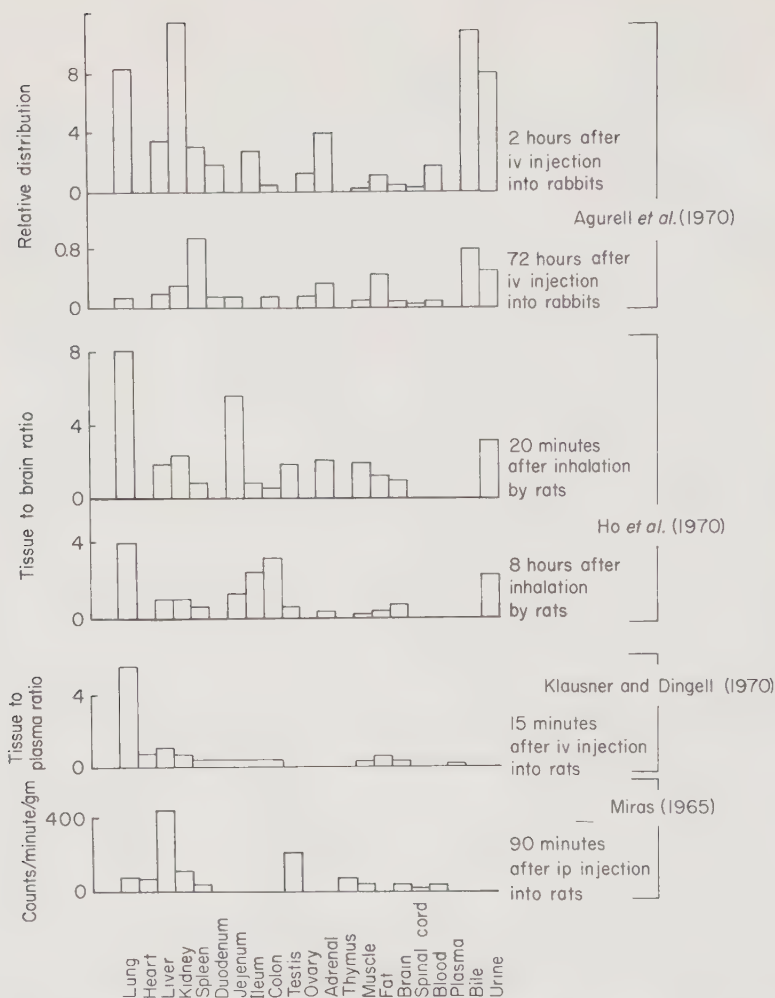 Relative distribution
8
4
0
2 hours after
iv injection
into rabbits
Agurell et al. (1970)
0.8
0
72 hours after
iv injection
into rabbits
Tissue to brain ratio
8
4
0
20 minutes
after inhalation
by rats
Ho et al. (1970)
4
0
8 hours after
inhalation
by rats
Tissue to
plasma ratio
4
0
Klausner and Dingell (1970)
15 minutes
after iv injection
into rats
Counts/minute/gm
400
0
Miras (1965)
90 minutes
after ip injection
into rats
Lung
Heart
Liver
Kidney
Spleen
Duodenum
Jejenum
Ileum
Colon
Testis
Ovary
Adrenal
Thymus
Muscle
Fat
Brain
Spinal cord
Blood
Plasma
Bile
Urine